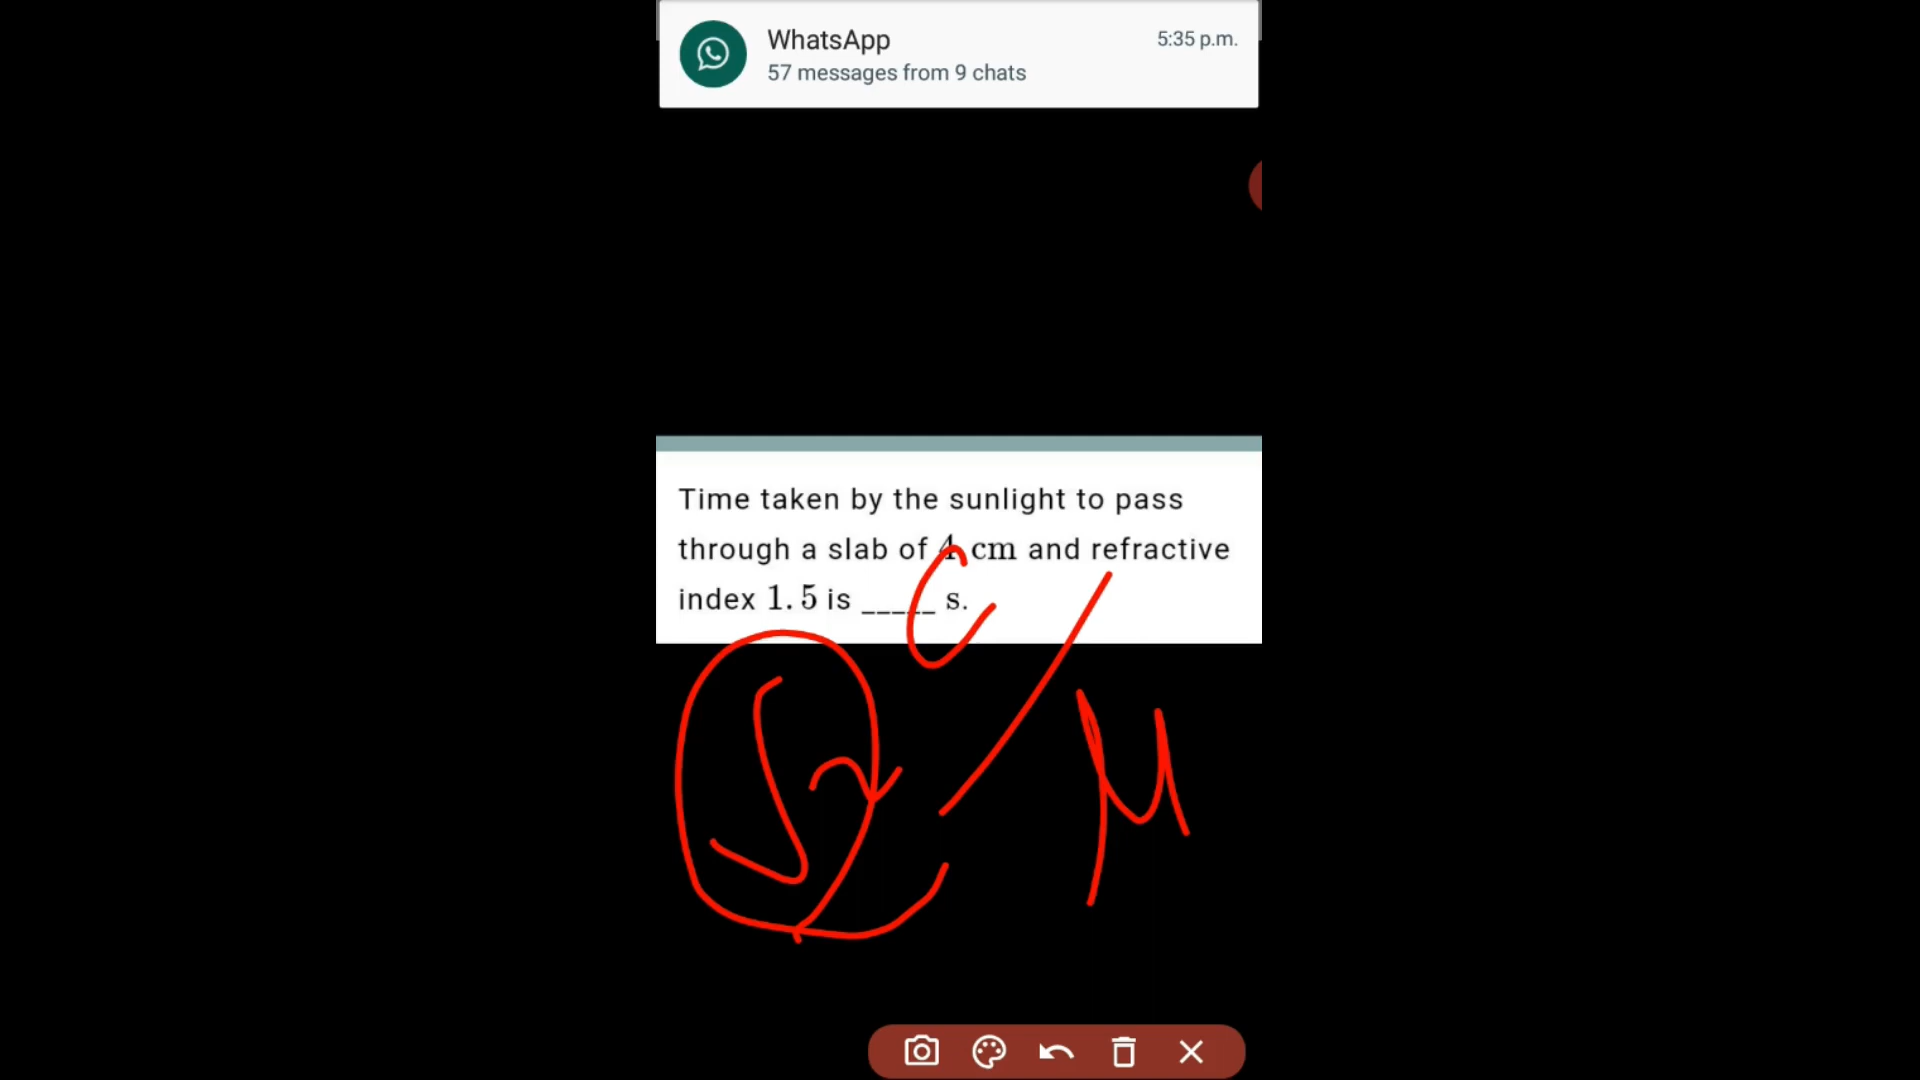 WhatsApp 5:35 p.m.
57 messages from 9 chats
Time taken by the sunlight to pass
through a slab of 4 cm and refractive
index 1.5 is _____ s.
C
μ